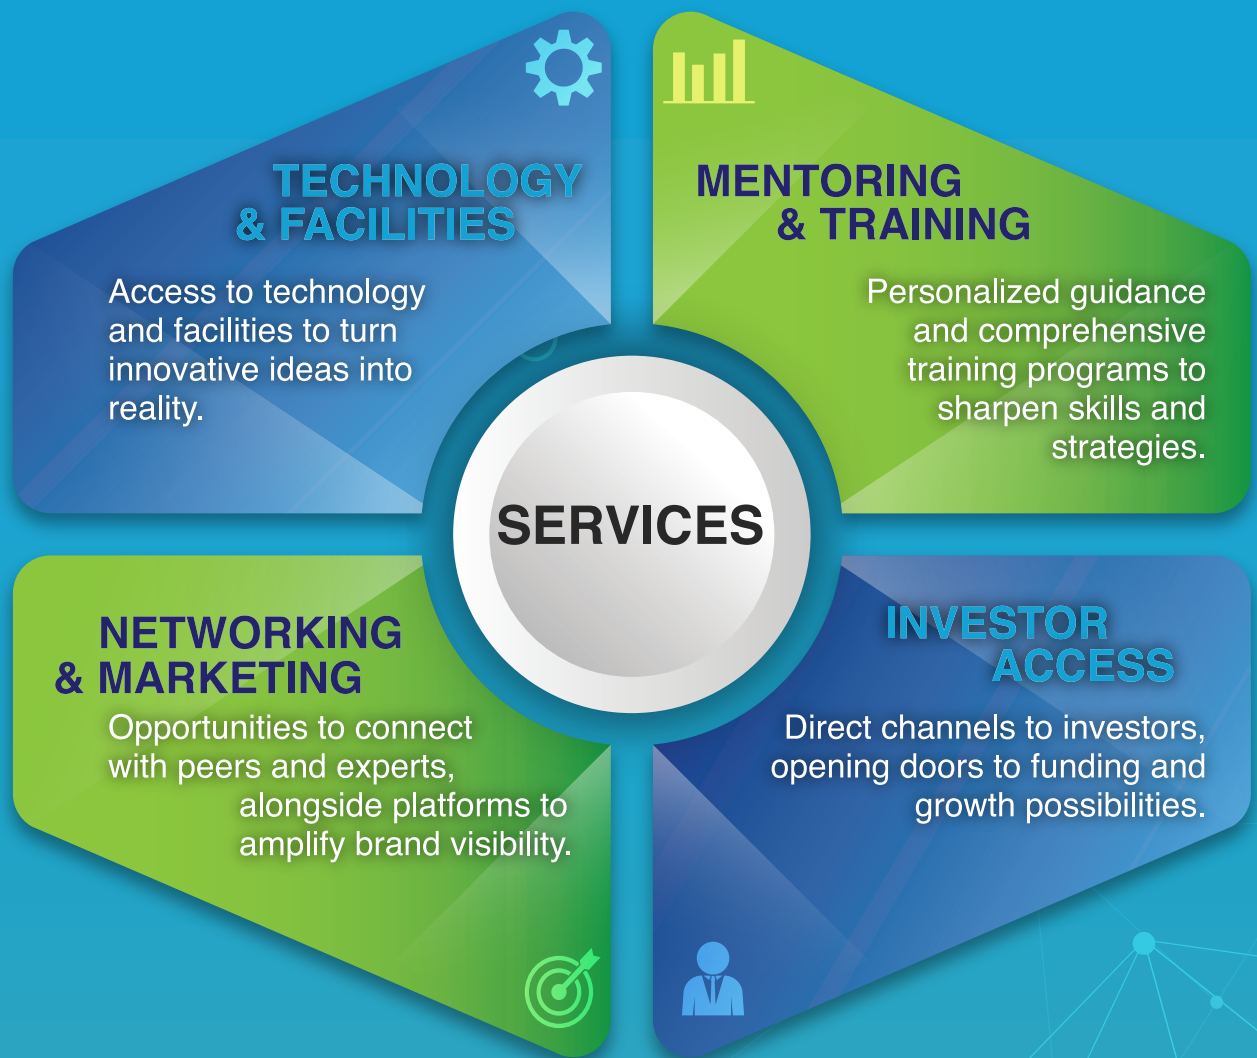 TECHNOLOGY
& FACILITIES
Access to technology
and facilities to turn
innovative ideas into
reality.
MENTORING
& TRAINING
Personalized guidance
and comprehensive
training programs to
sharpen skills and
strategies.
SERVICES
NETWORKING
& MARKETING
Opportunities to connect
with peers and experts,
alongside platforms to
amplify brand visibility.
INVESTOR
ACCESS
Direct channels to investors,
opening doors to funding and
growth possibilities.